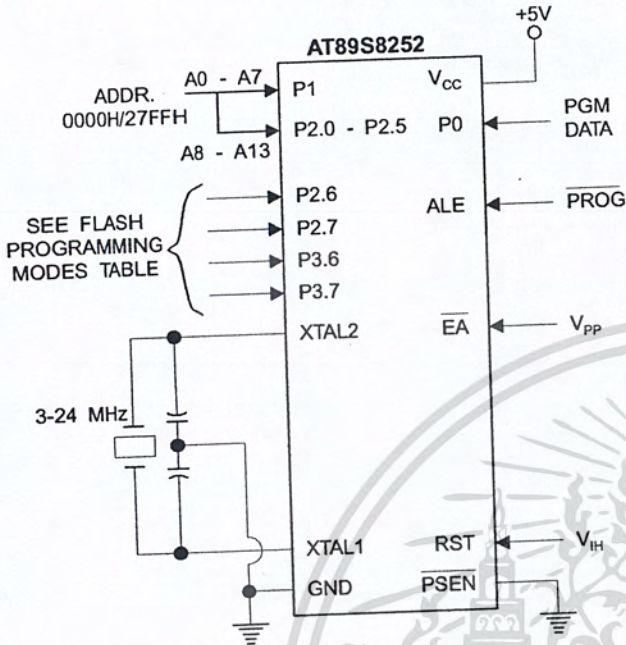 +5V
AT89S8252
ADDR.
0000H/27FFH
A0 - A7
A8 - A13
P1
P2.0 - P2.5
VCC
P0
PGM
DATA
SEE FLASH
PROGRAMMING
MODES TABLE
P2.6
P2.7
P3.6
P3.7
ALE
PROG
XTAL2
EA
VPP
3-24 MHz
XTAL1
GND
RST
VIH
PSEN